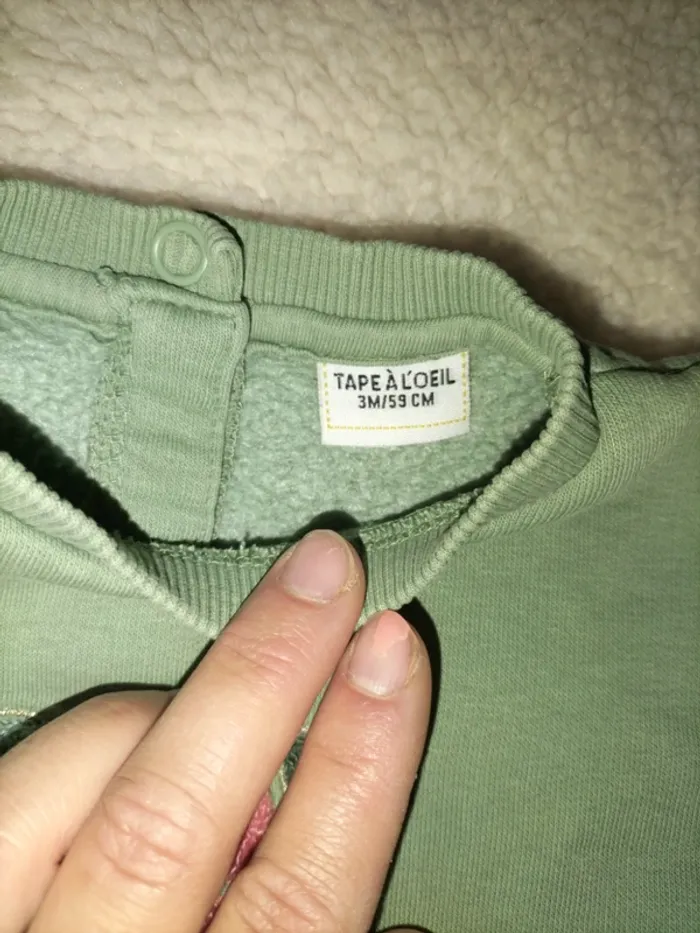 TAPE À L'OEIL
3M/59 CM